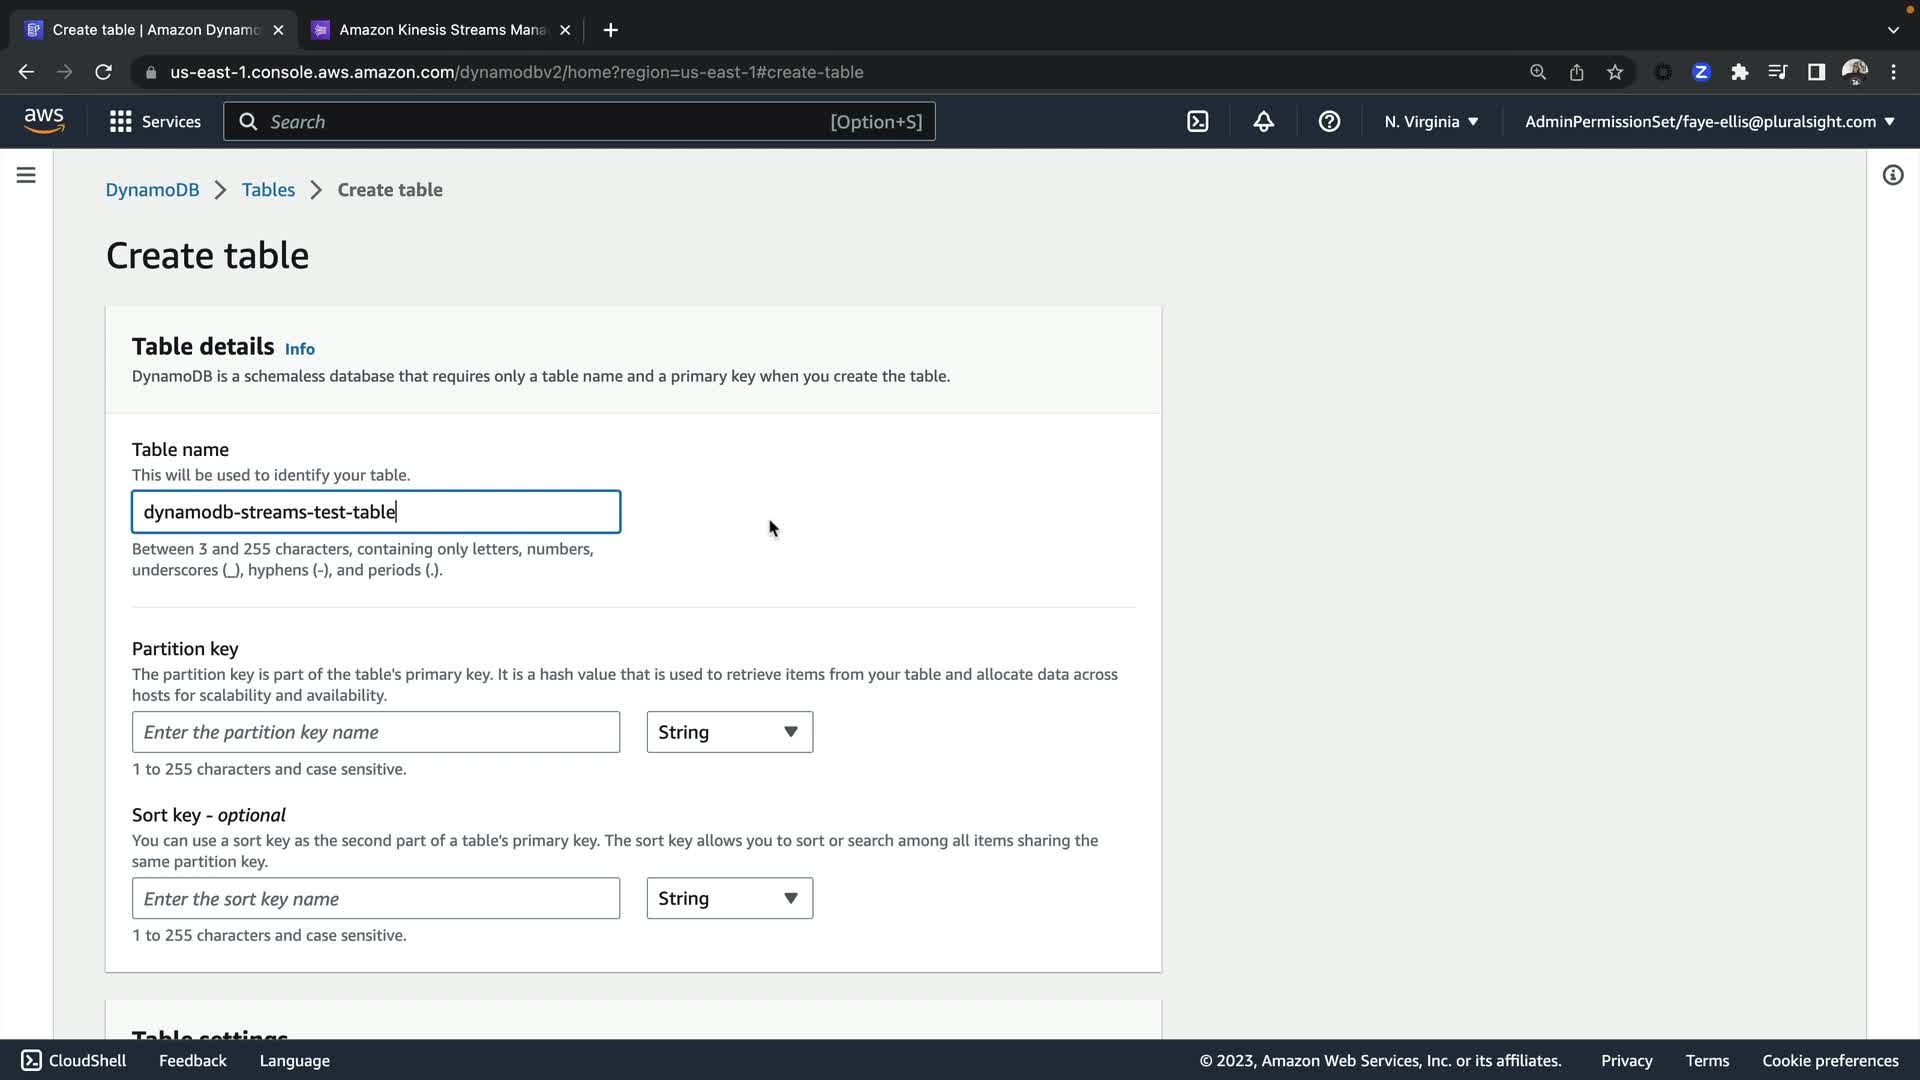 Create table | Amazon Dynamo
Amazon Kinesis Streams Mana
us-east-1.console.aws.amazon.com/dynamodbv2/home?region=us-east-1#create-table
aws
Services
Search
[Option+S]
N. Virginia
AdminPermissionSet/faye-ellis@pluralsight.com
DynamoDB
Tables
Create table
Create table
Table details
Info
DynamoDB is a schemaless database that requires only a table name and a primary key when you create the table.
Table name
This will be used to identify your table.
dynamodb-streams-test-table
Between 3 and 255 characters, containing only letters, numbers,
underscores (_), hyphens (-), and periods (.).
Partition key
The partition key is part of the table's primary key. It is a hash value that is used to retrieve items from your table and allocate data across
hosts for scalability and availability.
Enter the partition key name
String
1 to 255 characters and case sensitive.
Sort key - optional
You can use a sort key as the second part of a table's primary key. The sort key allows you to sort or search among all items sharing the
same partition key.
Enter the sort key name
String
1 to 255 characters and case sensitive.
Table settings
CloudShell
Feedback
Language
© 2023, Amazon Web Services, Inc. or its affiliates.
Privacy
Terms
Cookie preferences